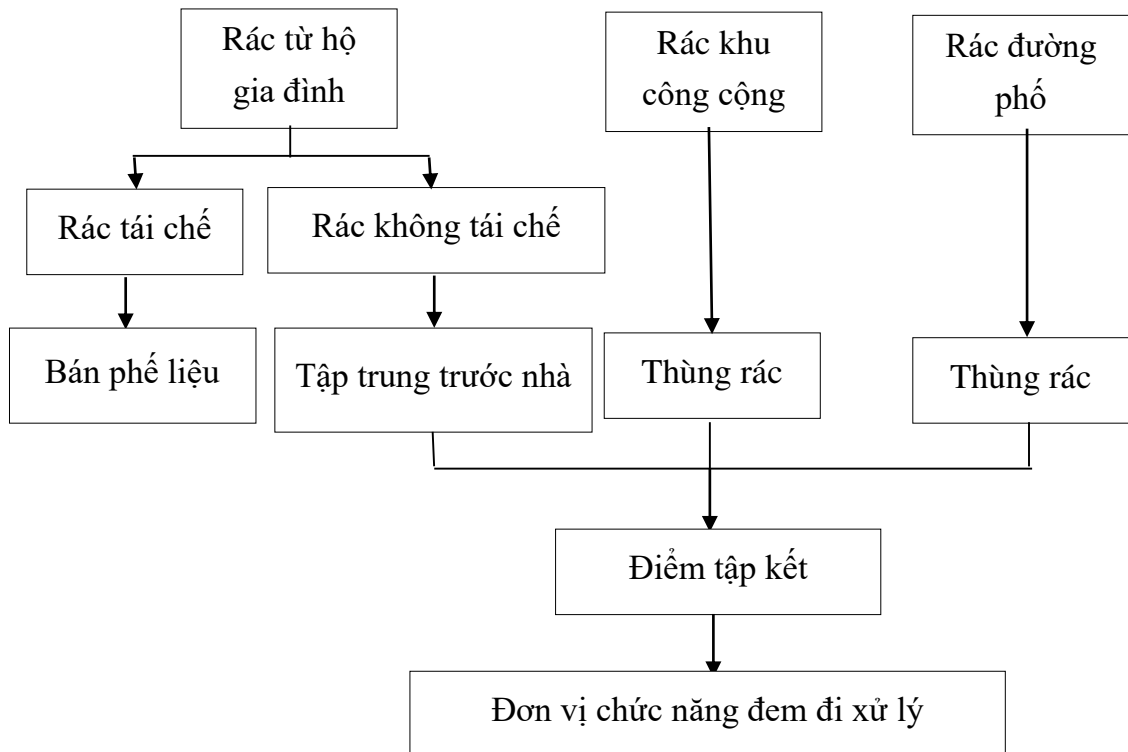 Rác từ hộ
gia đình
Rác khu
công cộng
Rác đường
phố
Rác tái chế
Rác không tái chế
Bán phế liệu
Tập trung trước nhà
Thùng rác
Thùng rác
Điểm tập kết
Đơn vị chức năng đem đi xử lý